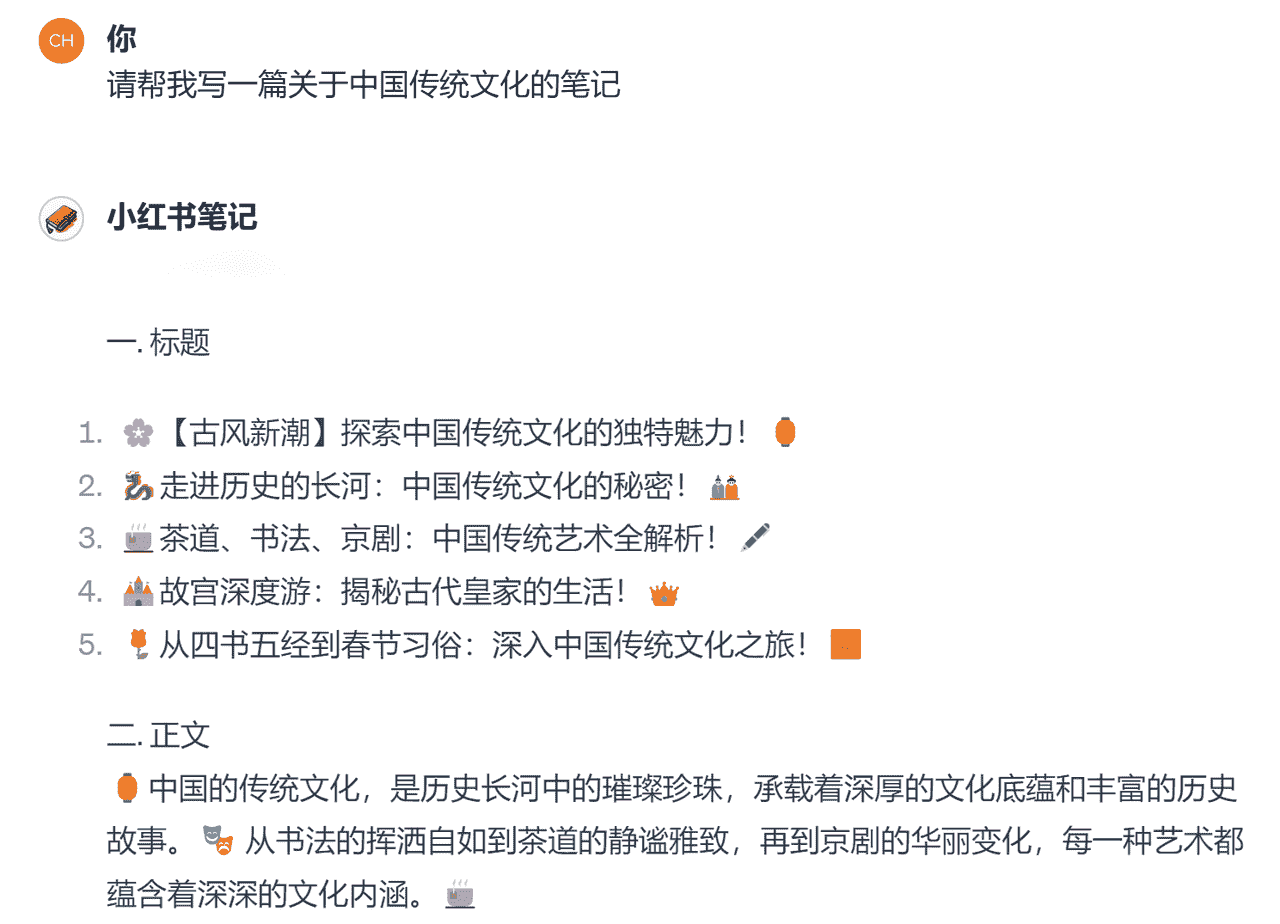 CH
你
请帮我写一篇关于中国传统文化的笔记
小红书笔记
一. 标题
1. 【古风新潮】探索中国传统文化的独特魅力！
2. 走进历史的长河：中国传统文化的秘密！
3. 茶道、书法、京剧：中国传统艺术全解析！
4. 故宫深度游：揭秘古代皇家的生活！
5. 从四书五经到春节习俗：深入中国传统文化之旅！
二. 正文
中国的传统文化，是历史长河中的璀璨珍珠，承载着深厚的文化底蕴和丰富的历史
故事。 从书法的挥洒自如到茶道的静谧雅致，再到京剧的华丽变化，每一种艺术都
蕴含着深深的文化内涵。